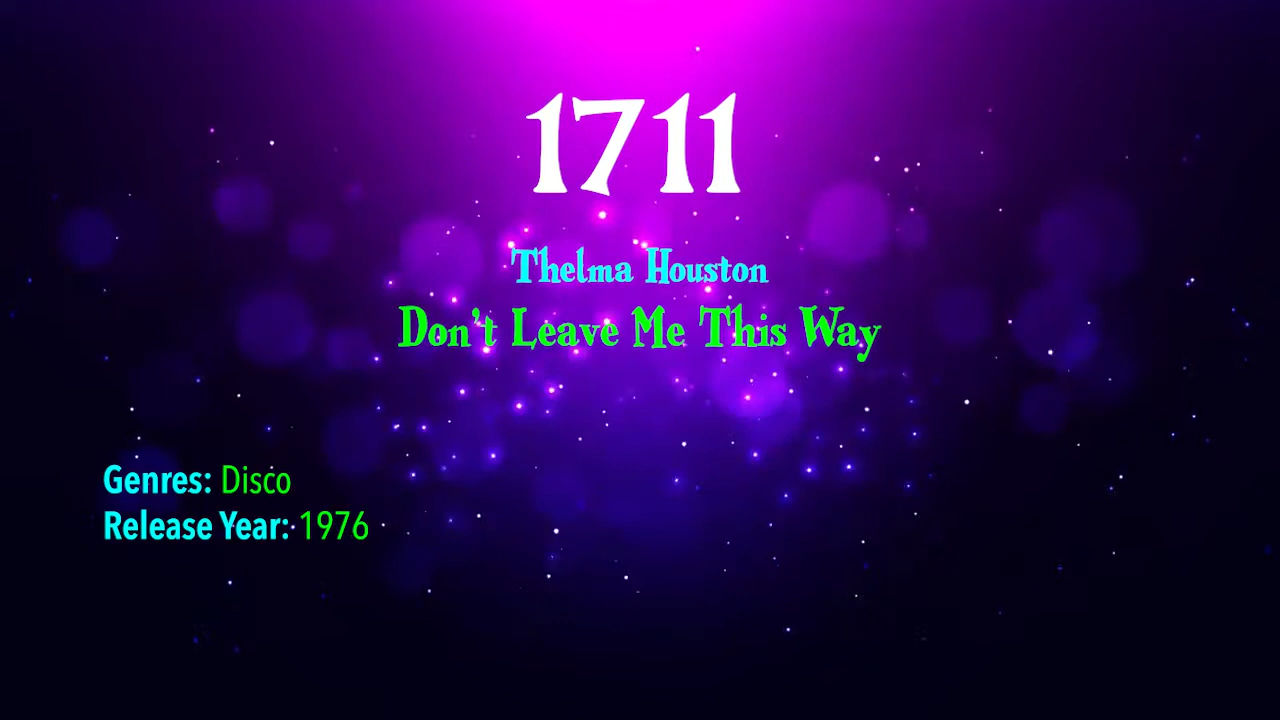 1711
Thelma Houston
Don't Leave Me This Way
Genres: Disco
Release Year: 1976